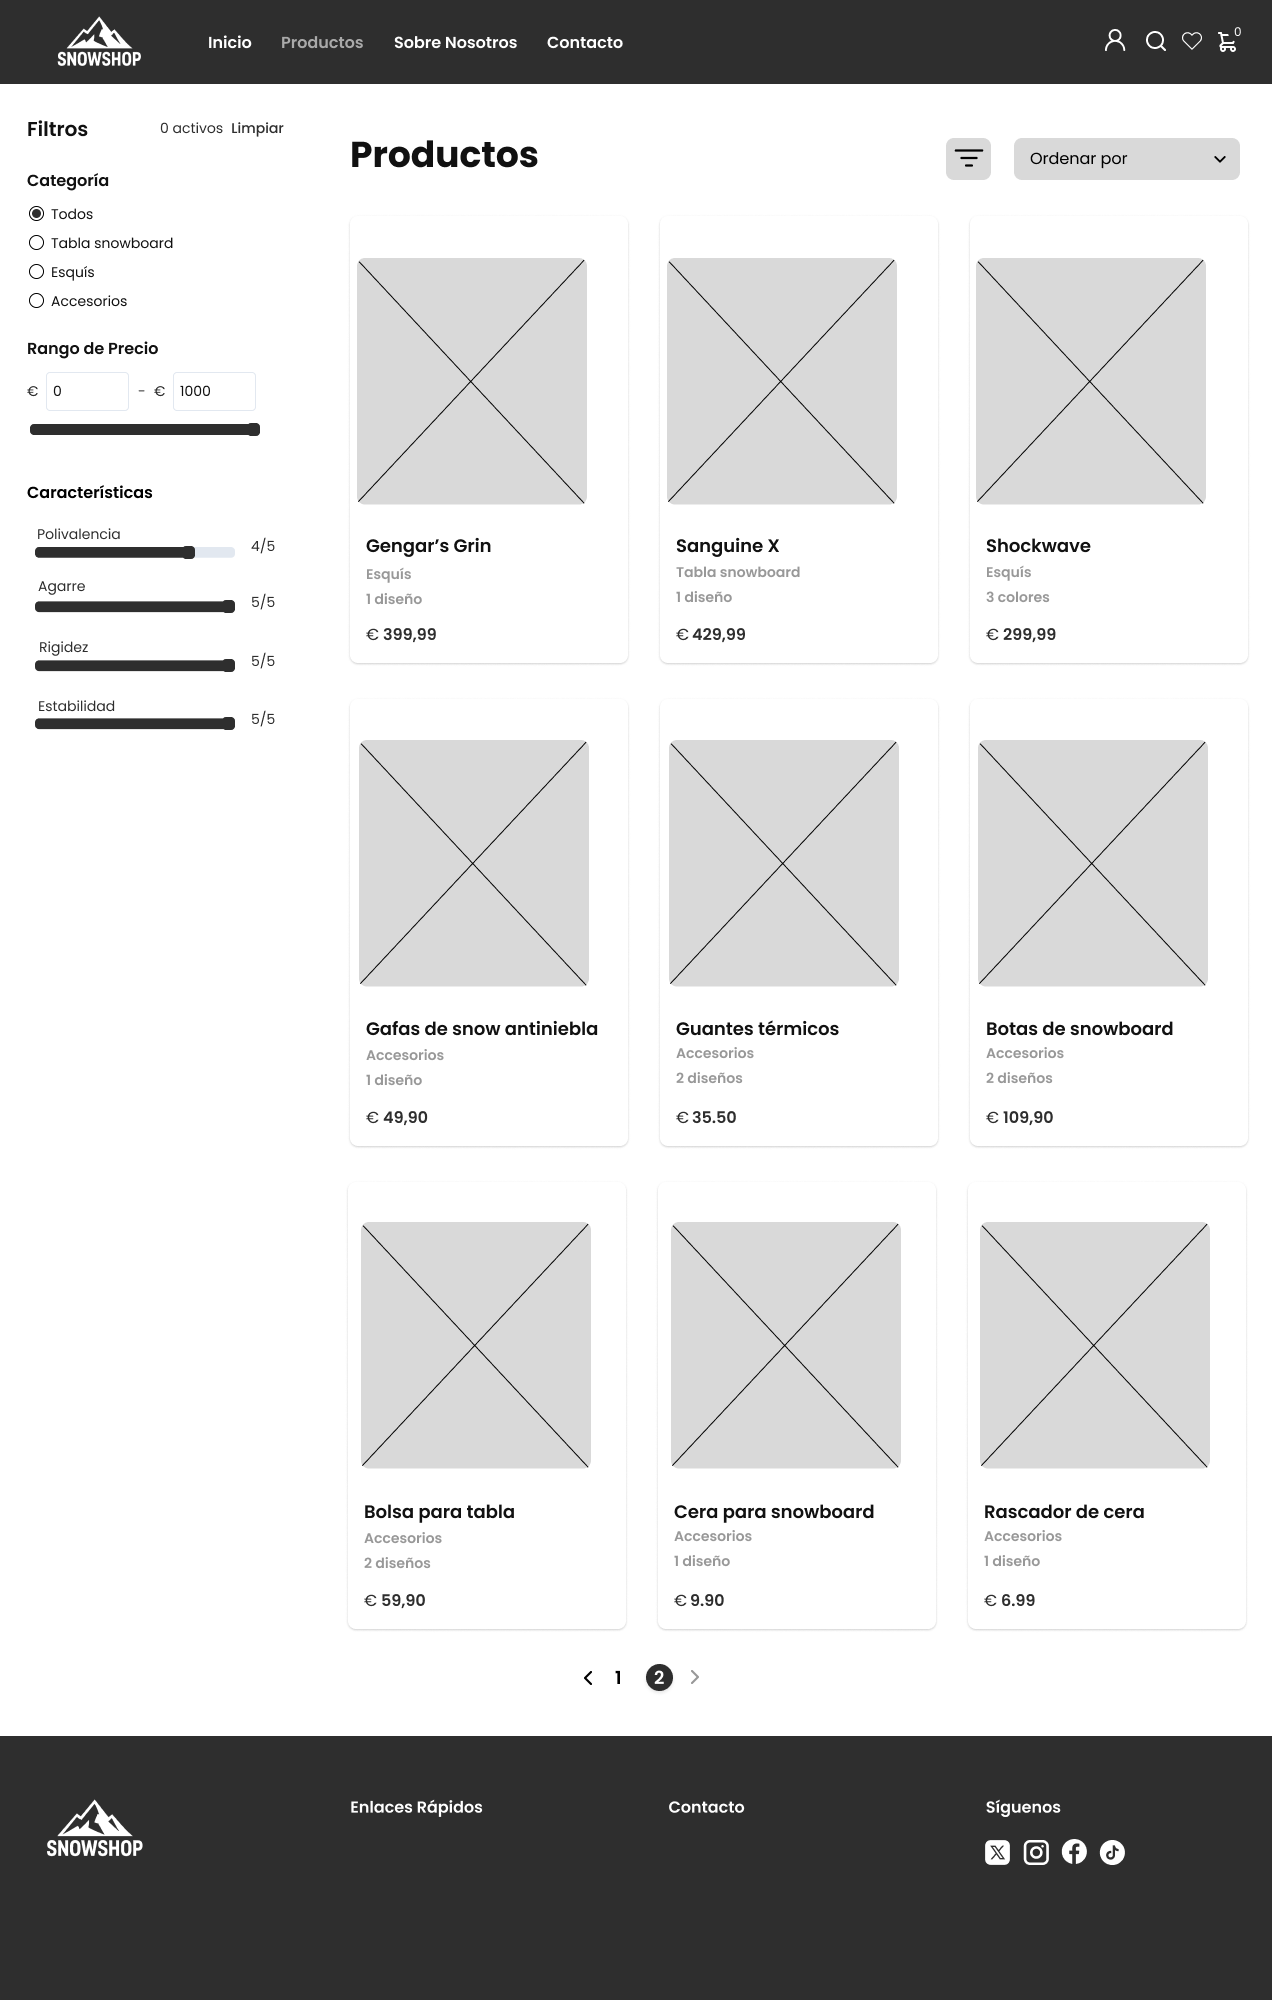 SNOWSHOP
Inicio Productos Sobre Nosotros Contacto 0
Filtros 0 activos Limpiar
Categoría
Todos
Tabla snowboard
Esquís
Accesorios
Rango de Precio
€ 0 - € 1000
Características
Polivalencia
4/5
Agarre
5/5
Rigidez
5/5
Estabilidad
5/5
Productos
Ordenar por
Gengar’s Grin
Esquís
1 diseño
€ 399,99
Sanguine X
Tabla snowboard
1 diseño
€ 429,99
Shockwave
Esquís
3 colores
€ 299,99
Gafas de snow antiniebla
Accesorios
1 diseño
€ 49,90
Guantes térmicos
Accesorios
2 diseños
€ 35.50
Botas de snowboard
Accesorios
2 diseños
€ 109,90
Bolsa para tabla
Accesorios
2 diseños
€ 59,90
Cera para snowboard
Accesorios
1 diseño
€ 9.90
Rascador de cera
Accesorios
1 diseño
€ 6.99
1 2
SNOWSHOP
Enlaces Rápidos
Contacto
Síguenos